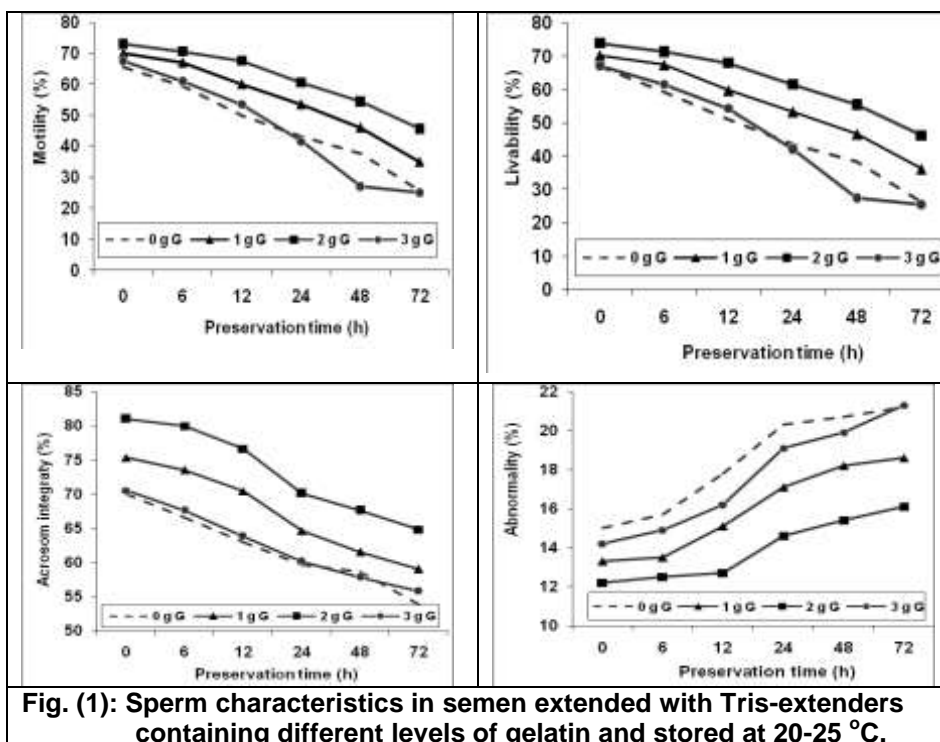 80
70
60
50
40
30
20
10
0
Motility (%)
0 g G 1 g G 2 g G 3 g G
0 6 12 24 48 72
Preservation time (h)
80
70
60
50
40
30
20
10
0
Livability (%)
0 g G 1 g G 2 g G 3 g G
0 6 12 24 48 72
Preservation time (h)
85
80
75
70
65
60
55
50
Acrosom integraty (%)
0 g G 1 g G 2 g G 3 g G
0 6 12 24 48 72
Preservation time (h)
22
20
18
16
14
12
10
Abnormality (%)
0 g G 1 g G 2 g G 3 g G
0 6 12 24 48 72
Preservation time (h)
Fig. (1): Sperm characteristics in semen extended with Tris-extenders
containing different levels of gelatin and stored at 20-25 °C.